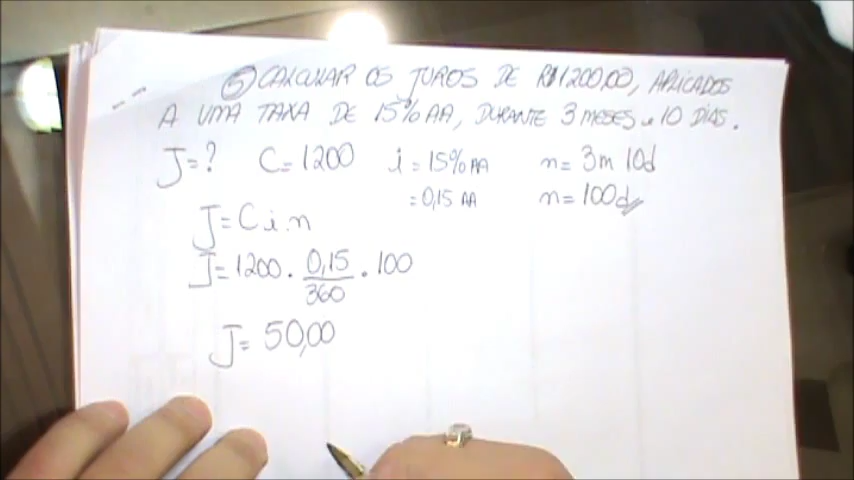 5 CALCULAR OS JUROS DE R$1200,00, APLICADOS
A UMA TAXA DE 15% AA, DURANTE 3 MESES e 10 DIAS.
J=? C=1200 i=15% AA n=3m 10d
=0,15 AA n=100d
J=C i.n
J=1200 . 0,15/360 . 100
J=50,00